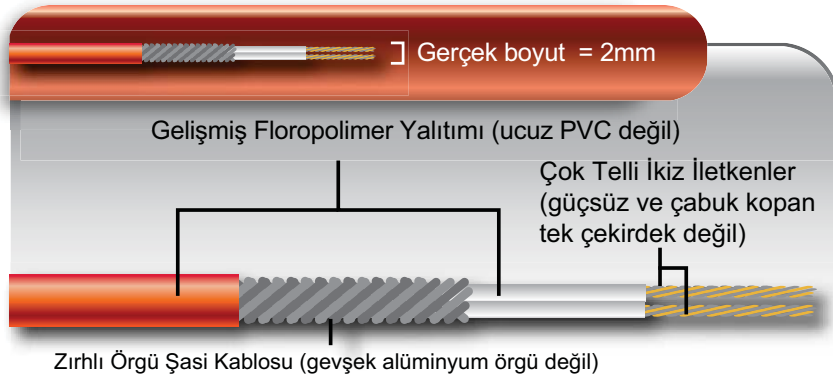 Gerçek boyut = 2mm
Gelişmiş Floropolimer Yalıtımı (ucuz PVC değil)
Çok Telli İkiz İletkenler
(güçsüz ve çabuk kopan
tek çekirdek değil)
Zırhlı Örgü Şasi Kablosu (gevşek alüminyum örgü değil)